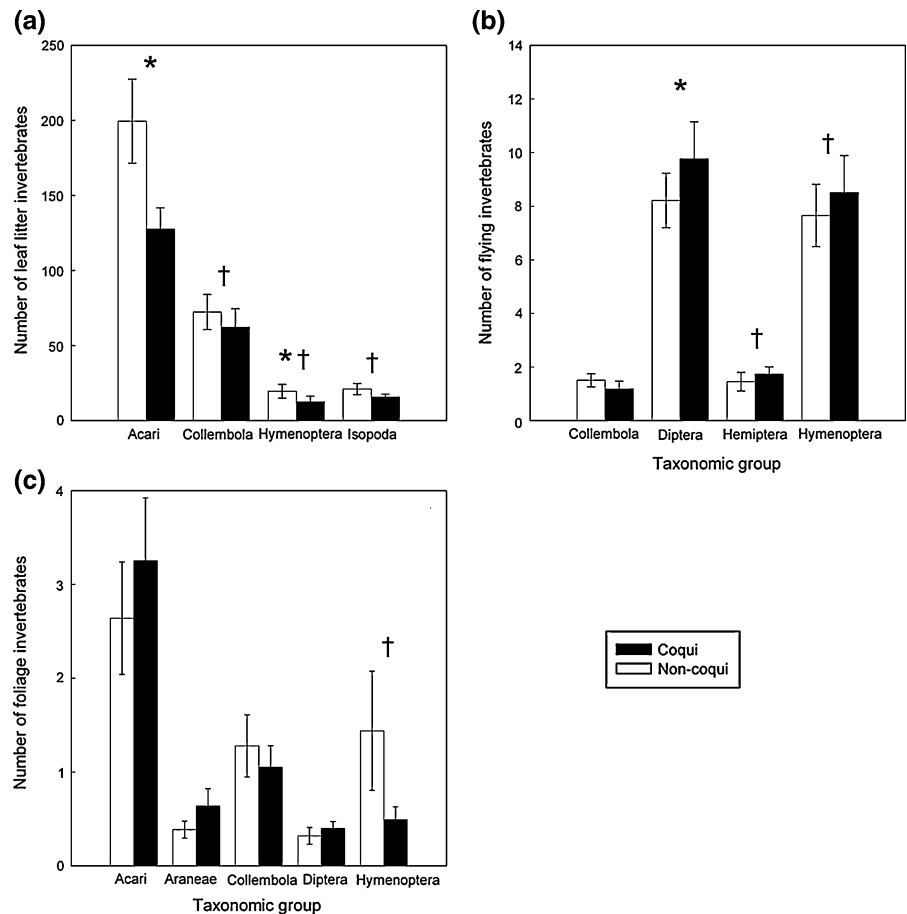 (a)
Number of leaf litter invertebrates
250
200
150
100
50
0
*
†
* †
†
Acari Collembola Hymenoptera Isopoda
(b)
Number of flying invertebrates
14
12
10
8
6
4
2
0
*
†
†
Collembola Diptera Hemiptera Hymenoptera
Taxonomic group
(c)
Number of foliage invertebrates
4
3
2
1
0
†
Acari Araneae Collembola Diptera Hymenoptera
Taxonomic group
Coqui
Non-coqui